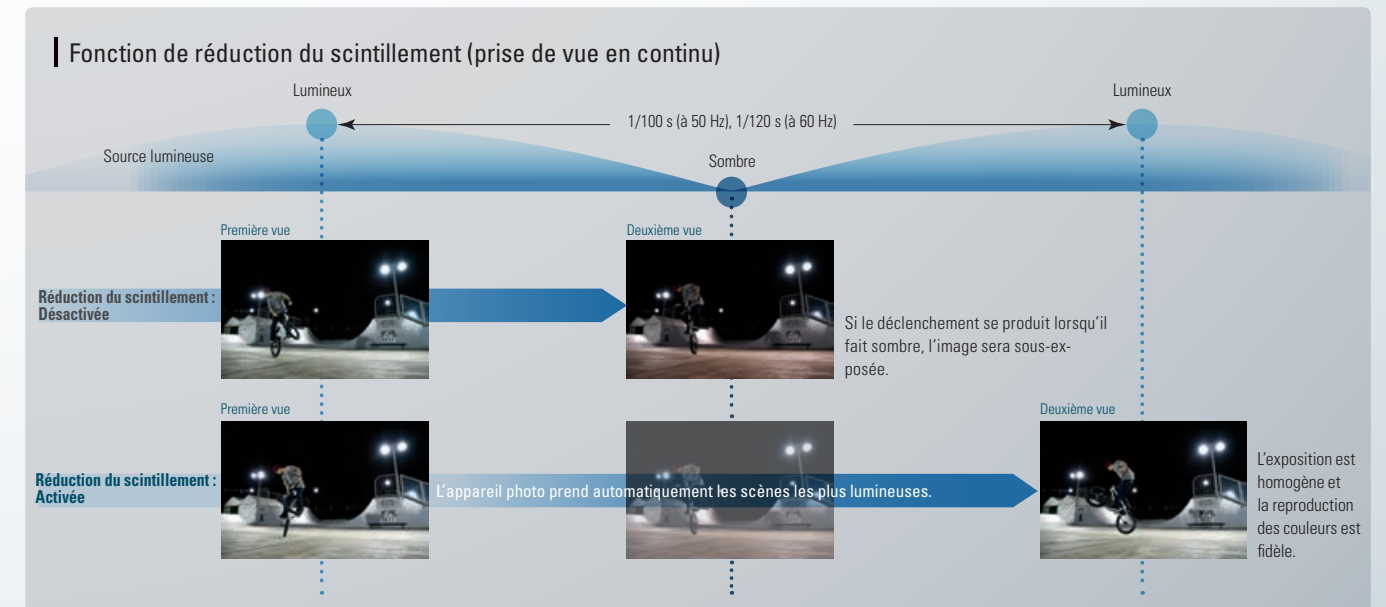 Fonction de réduction du scintillement (prise de vue en continu)
Lumineux
Lumineux
1/100 s (à 50 Hz), 1/120 s (à 60 Hz)
Source lumineuse
Sombre
Première vue
Deuxième vue
Réduction du scintillement :
Désactivée
Si le déclenchement se produit lorsqu'il
fait sombre, l'image sera sous-ex-
posée.
Première vue
Deuxième vue
Réduction du scintillement :
Activée
L'appareil photo prend automatiquement les scènes les plus lumineuses.
L'exposition est
homogène et
la reproduction
des couleurs est
fidèle.